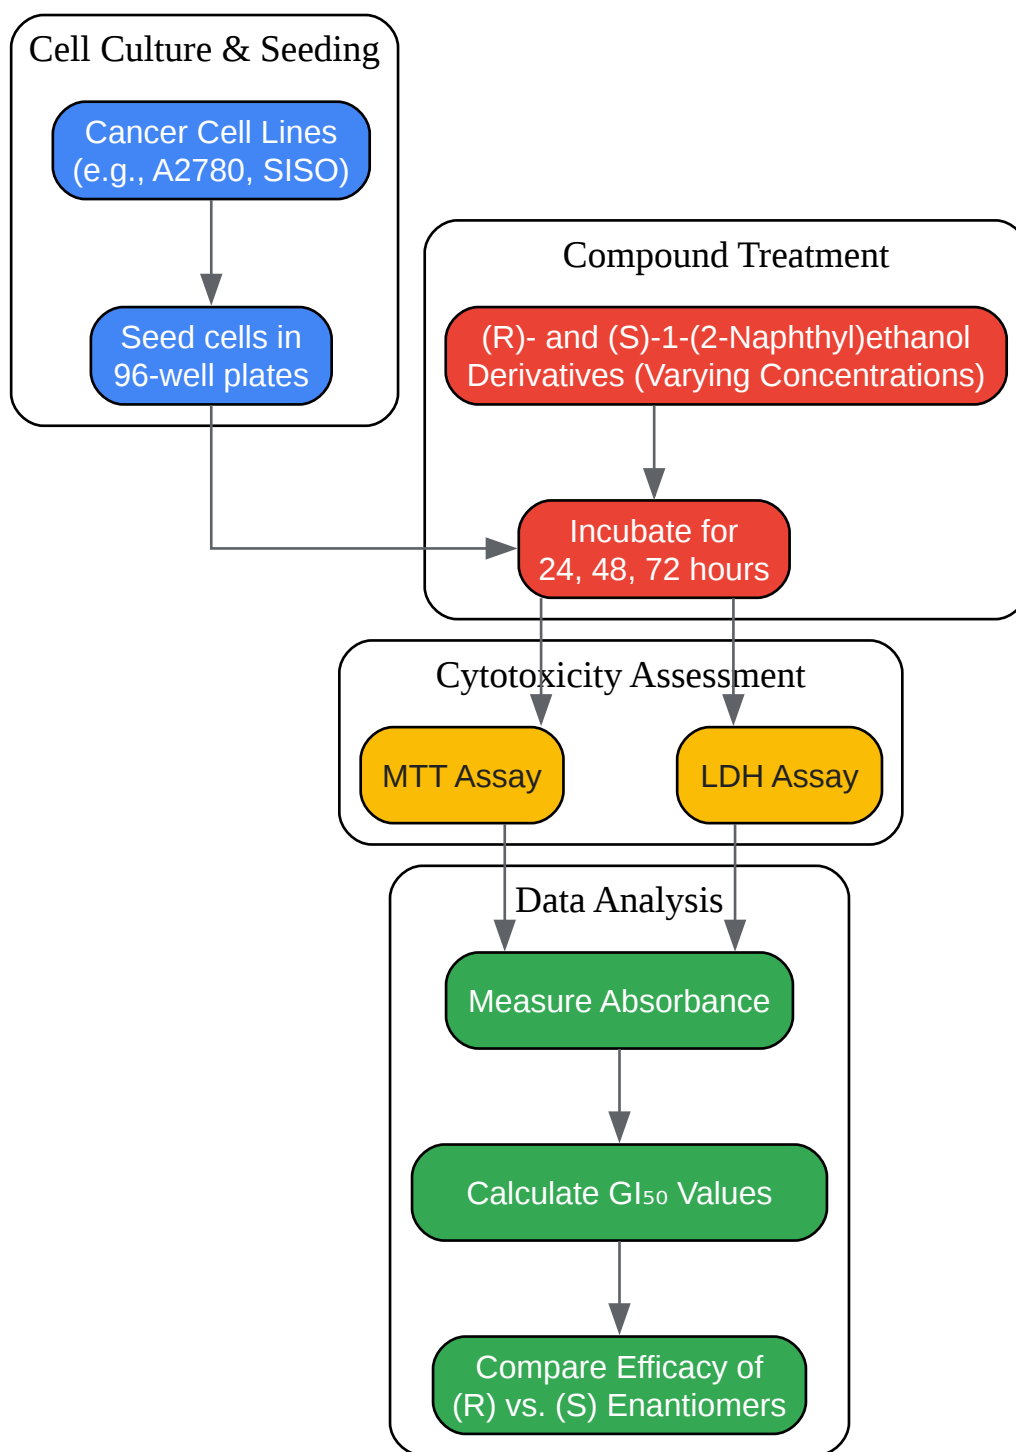 Cell Culture & Seeding
Cancer Cell Lines
(e.g., A2780, SISO)
Seed cells in
96-well plates
Compound Treatment
(R)- and (S)-1-(2-Naphthyl)ethanol
Derivatives (Varying Concentrations)
Incubate for
24, 48, 72 hours
Cytotoxicity Assessment
MTT Assay
LDH Assay
Data Analysis
Measure Absorbance
Calculate GI₅₀ Values
Compare Efficacy of
(R) vs. (S) Enantiomers